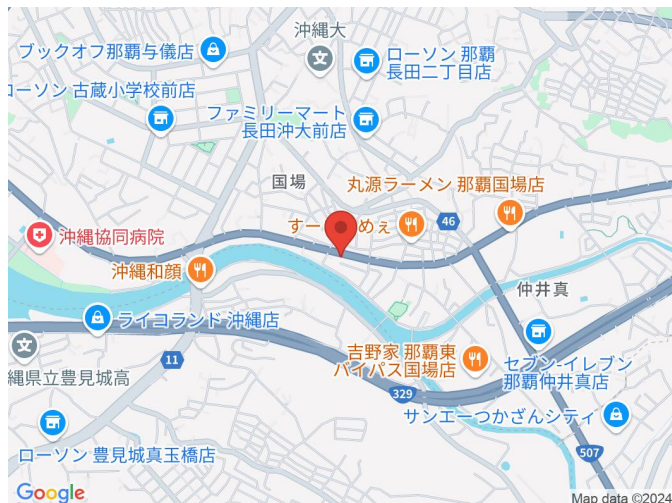 沖縄大
ブックオフ那覇与儀店
ローソン 那覇
長田二丁目店
ローソン 古蔵小学校前店
ファミリーマート
長田沖大前店
国場
丸源ラーメン 那覇国場店
すー
めぇ
46
沖縄協同病院
沖縄和顔
仲井真
ライコランド 沖縄店
縄県立豊見城高
11
吉野家 那覇東
バイパス国場店
セブン-イレブン
那覇仲井真店
329
サンエーつかざんシティ
ローソン 豊見城真玉橋店
507
Google
Map data ©2024